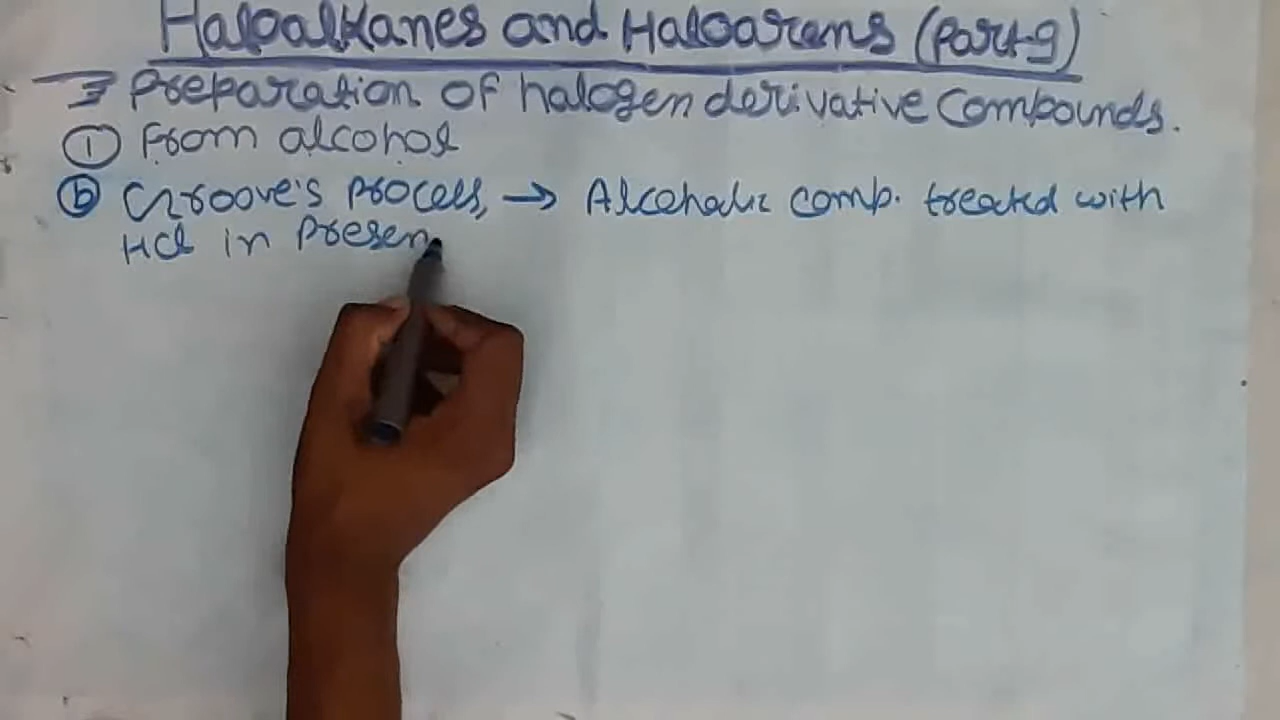 Haloalkanes and Haloarens (Part-9)
⇒ Preparation of halogen derivative compounds.
① From alcohol
ⓑ Groove's process, → Alcoholic comp. treated with
HCl in Presen